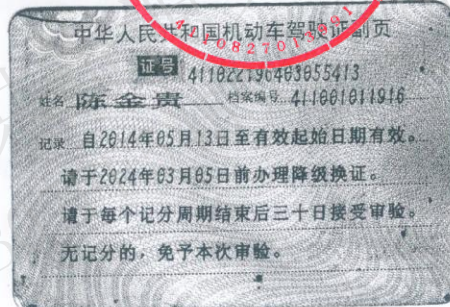 中华人民共和国机动车驾驶证副页
4110827013991
证号 411022196403055413
姓名 陈金贵 档案编号 411001011916
记录 自2014年05月13日至有效起始日期有效。
请于2024年03月05日前办理降级换证。
请于每个记分周期结束后三十日接受审验。
无记分的，免予本次审验。